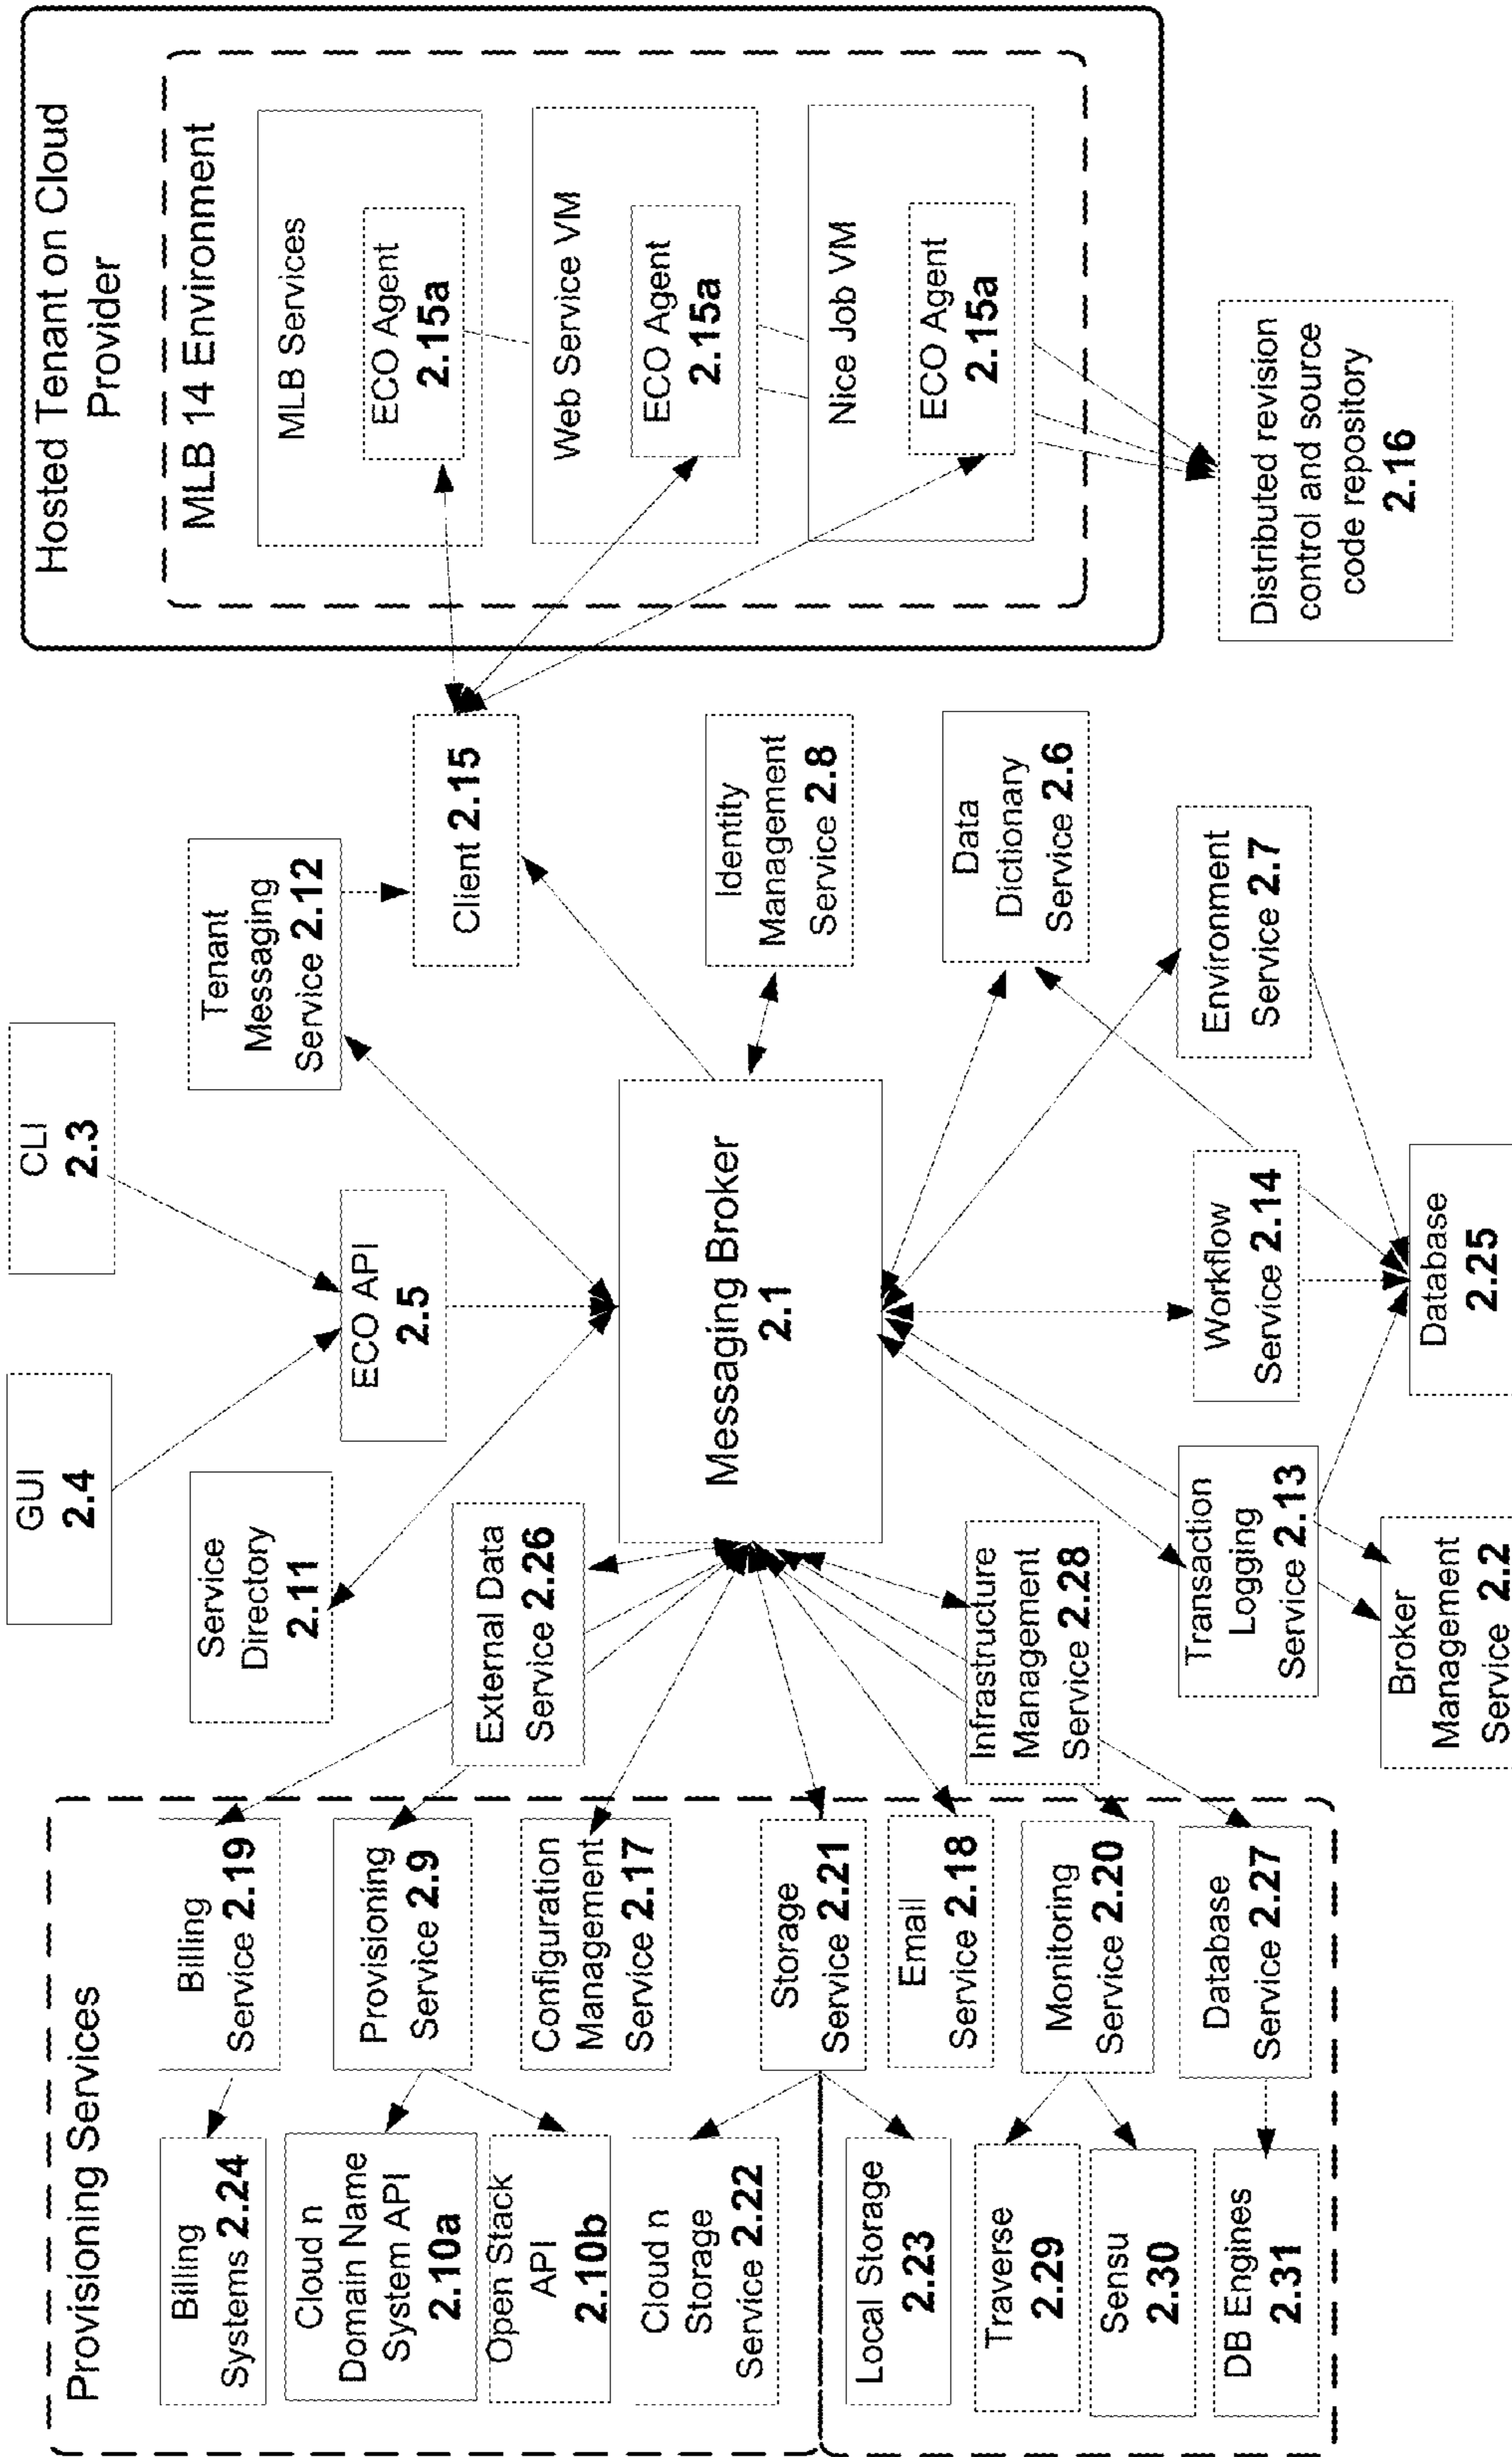 Provisioning Services
Billing
Systems 2.24
Cloud n
Domain Name
System API
2.10a
Open Stack
API
2.10b
Cloud n
Storage
Service 2.22
Local Storage
2.23
Traverse
2.29
Sensu
2.30
DB Engines
2.31
Billing
Service 2.19
Provisioning
Service 2.9
Configuration
Management
Service 2.17
Storage
Service 2.21
Email
Service 2.18
Monitoring
Service 2.20
Database
Service 2.27
GUI
2.4
CLI
2.3
Service
Directory
2.11
ECO API
2.5
Tenant
Messaging
Service 2.12
External Data
Service 2.26
Messaging Broker
2.1
Client 2.15
Identity
Management
Service 2.8
Infrastructure
Management
Service 2.28
Data
Dictionary
Service 2.6
Transaction
Logging
Service 2.13
Workflow
Service 2.14
Environment
Service 2.7
Broker
Management
Service 2.2
Database
2.25
Hosted Tenant on Cloud
Provider
MLB 14 Environment
MLB Services
ECO Agent
2.15a
Web Service VM
ECO Agent
2.15a
Nice Job VM
ECO Agent
2.15a
Distributed revision
control and source
code repository
2.16